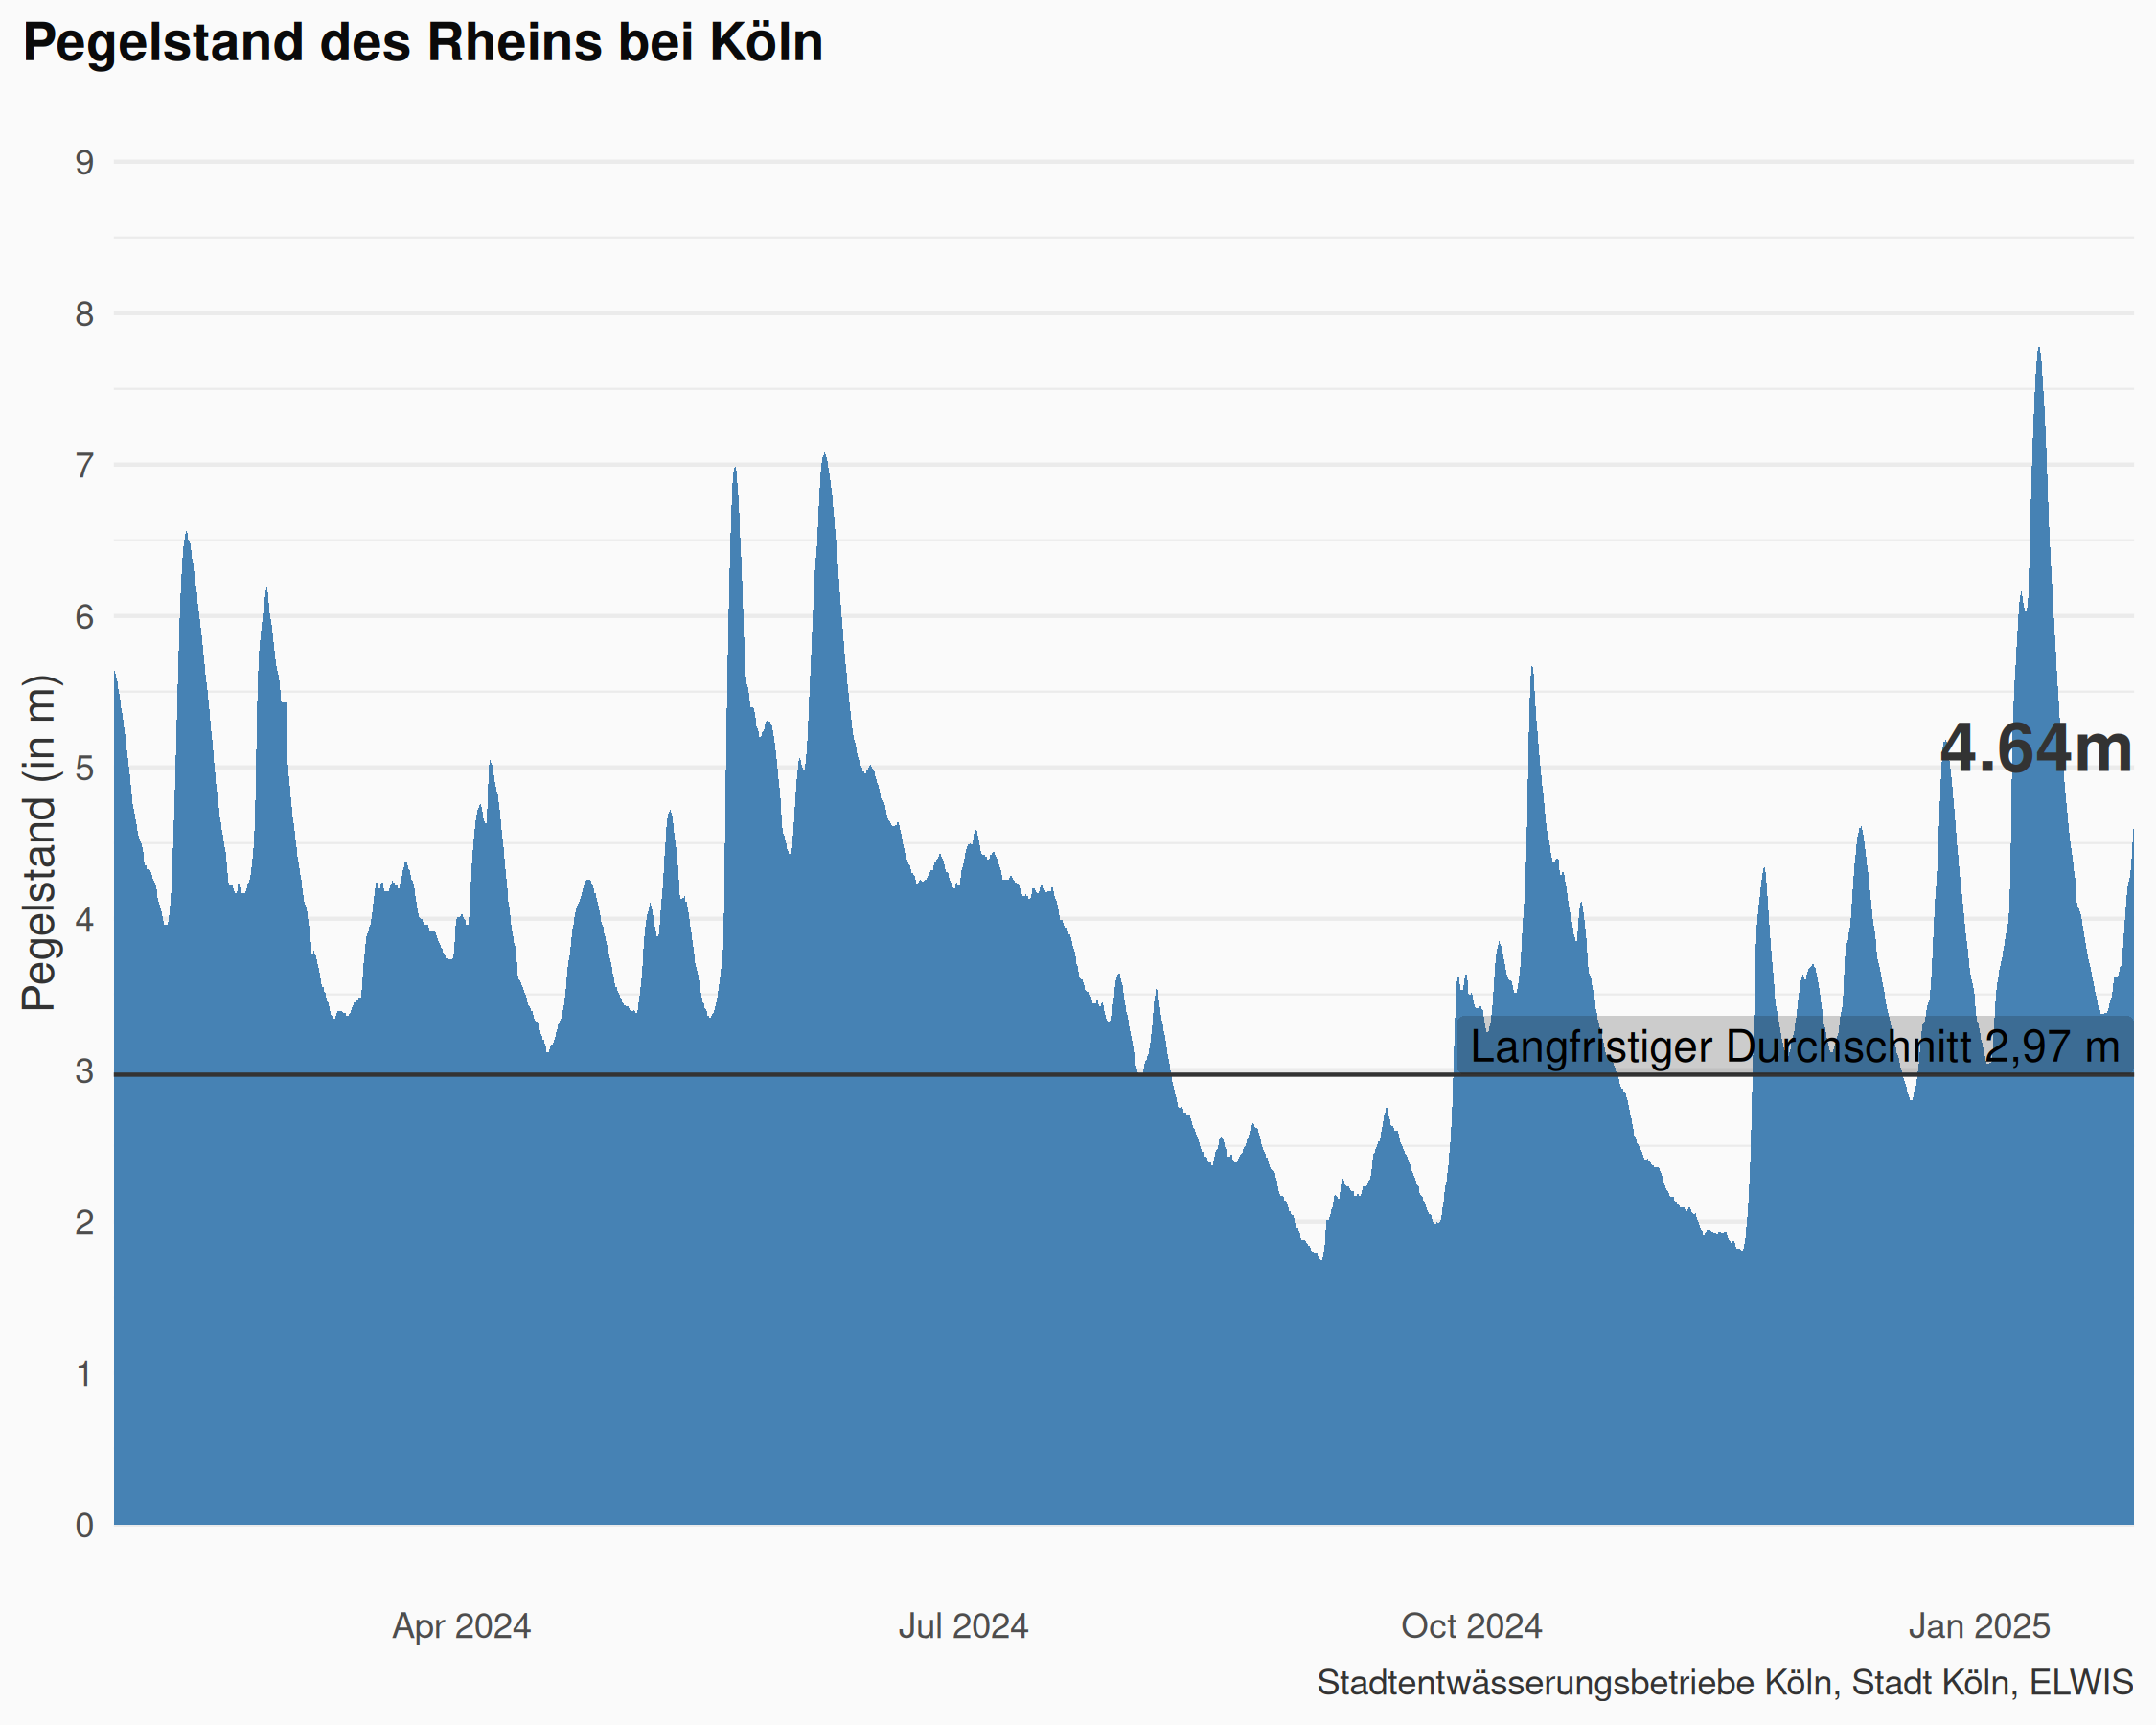 Pegelstand des Rheins bei Köln
Pegelstand (in m)
9
8
7
6
5
4
3
2
1
0
4.64m
Langfristiger Durchschnitt 2,97 m
Apr 2024
Jul 2024
Oct 2024
Jan 2025
Stadtentwässerungsbetriebe Köln, Stadt Köln, ELWIS